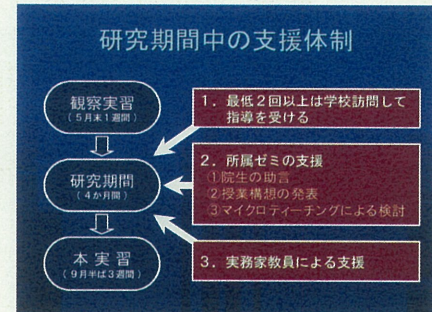 研究期間中の支援体制
観察実習
(5月末1週間)
1．最低2回以上は学校訪問して
指導を受ける
研究期間
(4か月間)
2．所属ゼミの支援
①院生の助言
②授業構想の発表
③マイクロティーチングによる検討
本実習
(9月半ば3週間)
3．実務家教員による支援